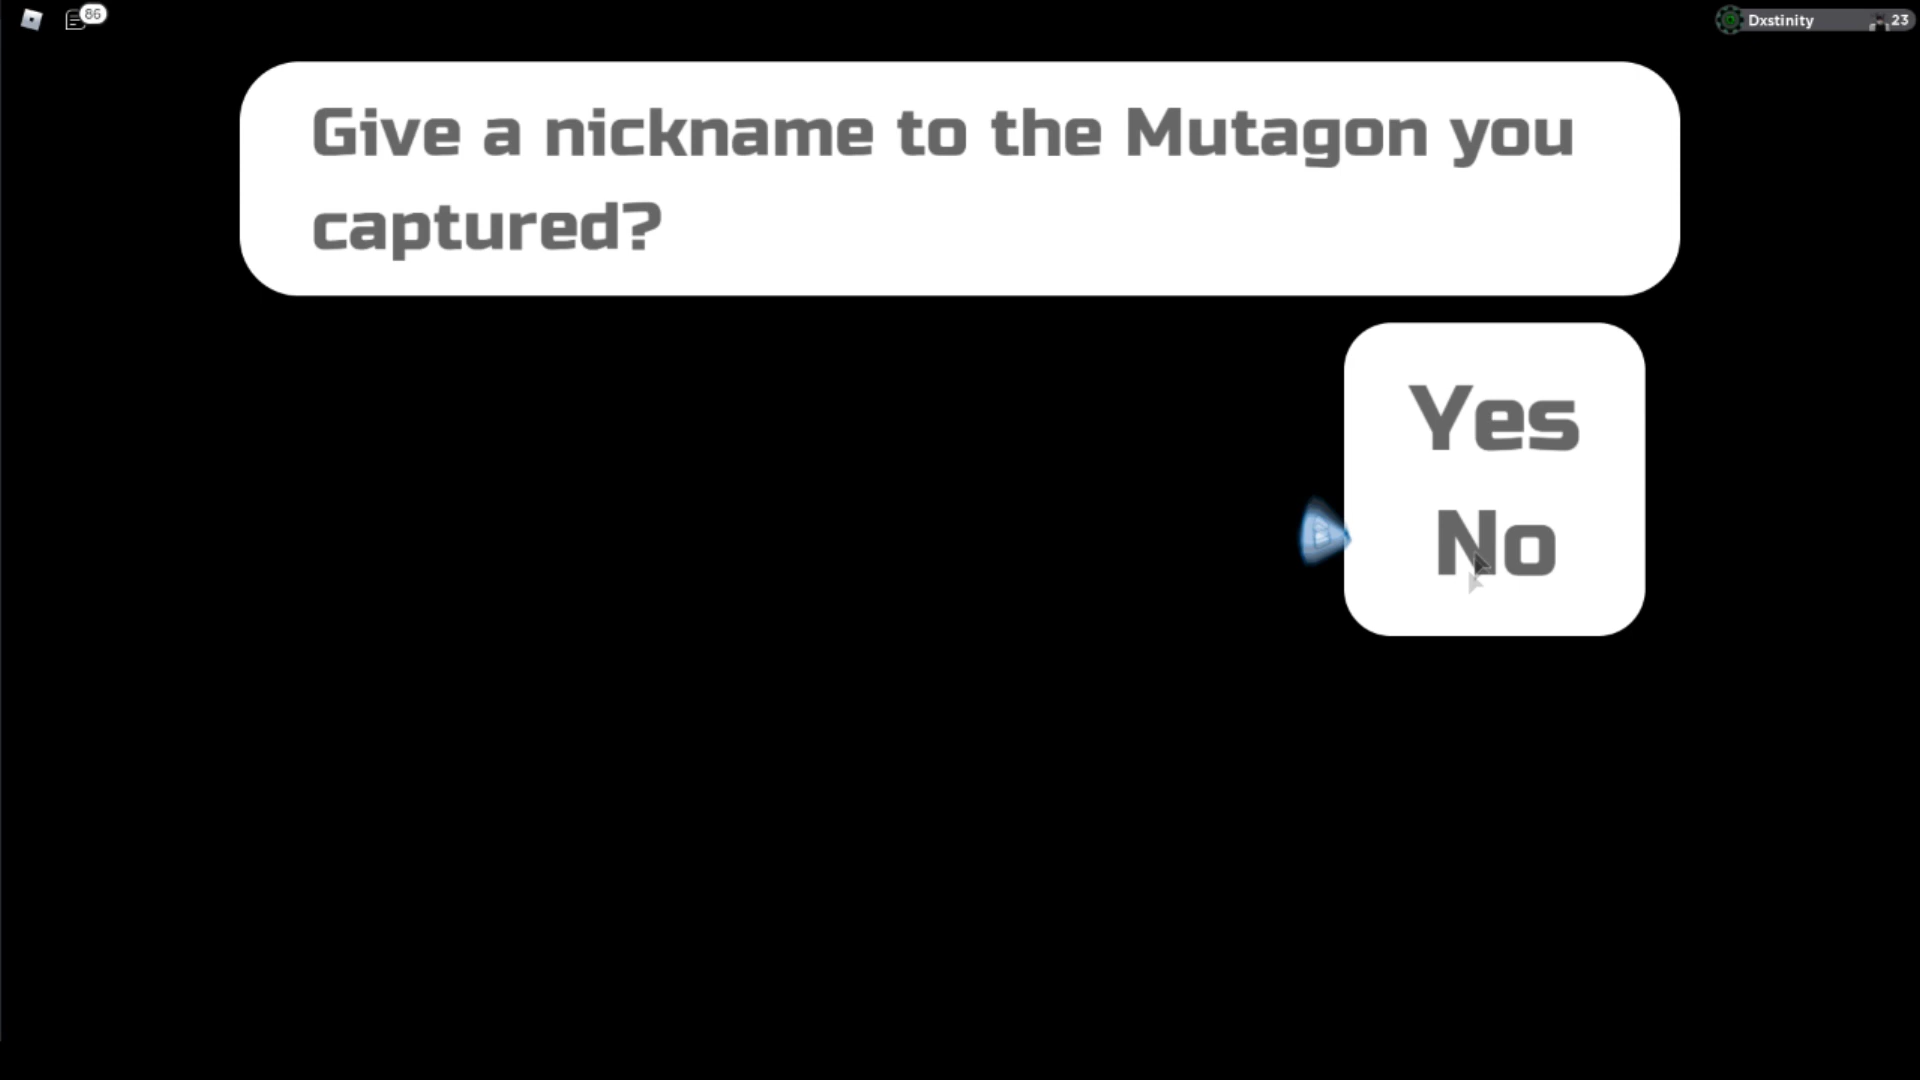 86
Dxstinity 23
Give a nickname to the Mutagon you
captured?
Yes
No